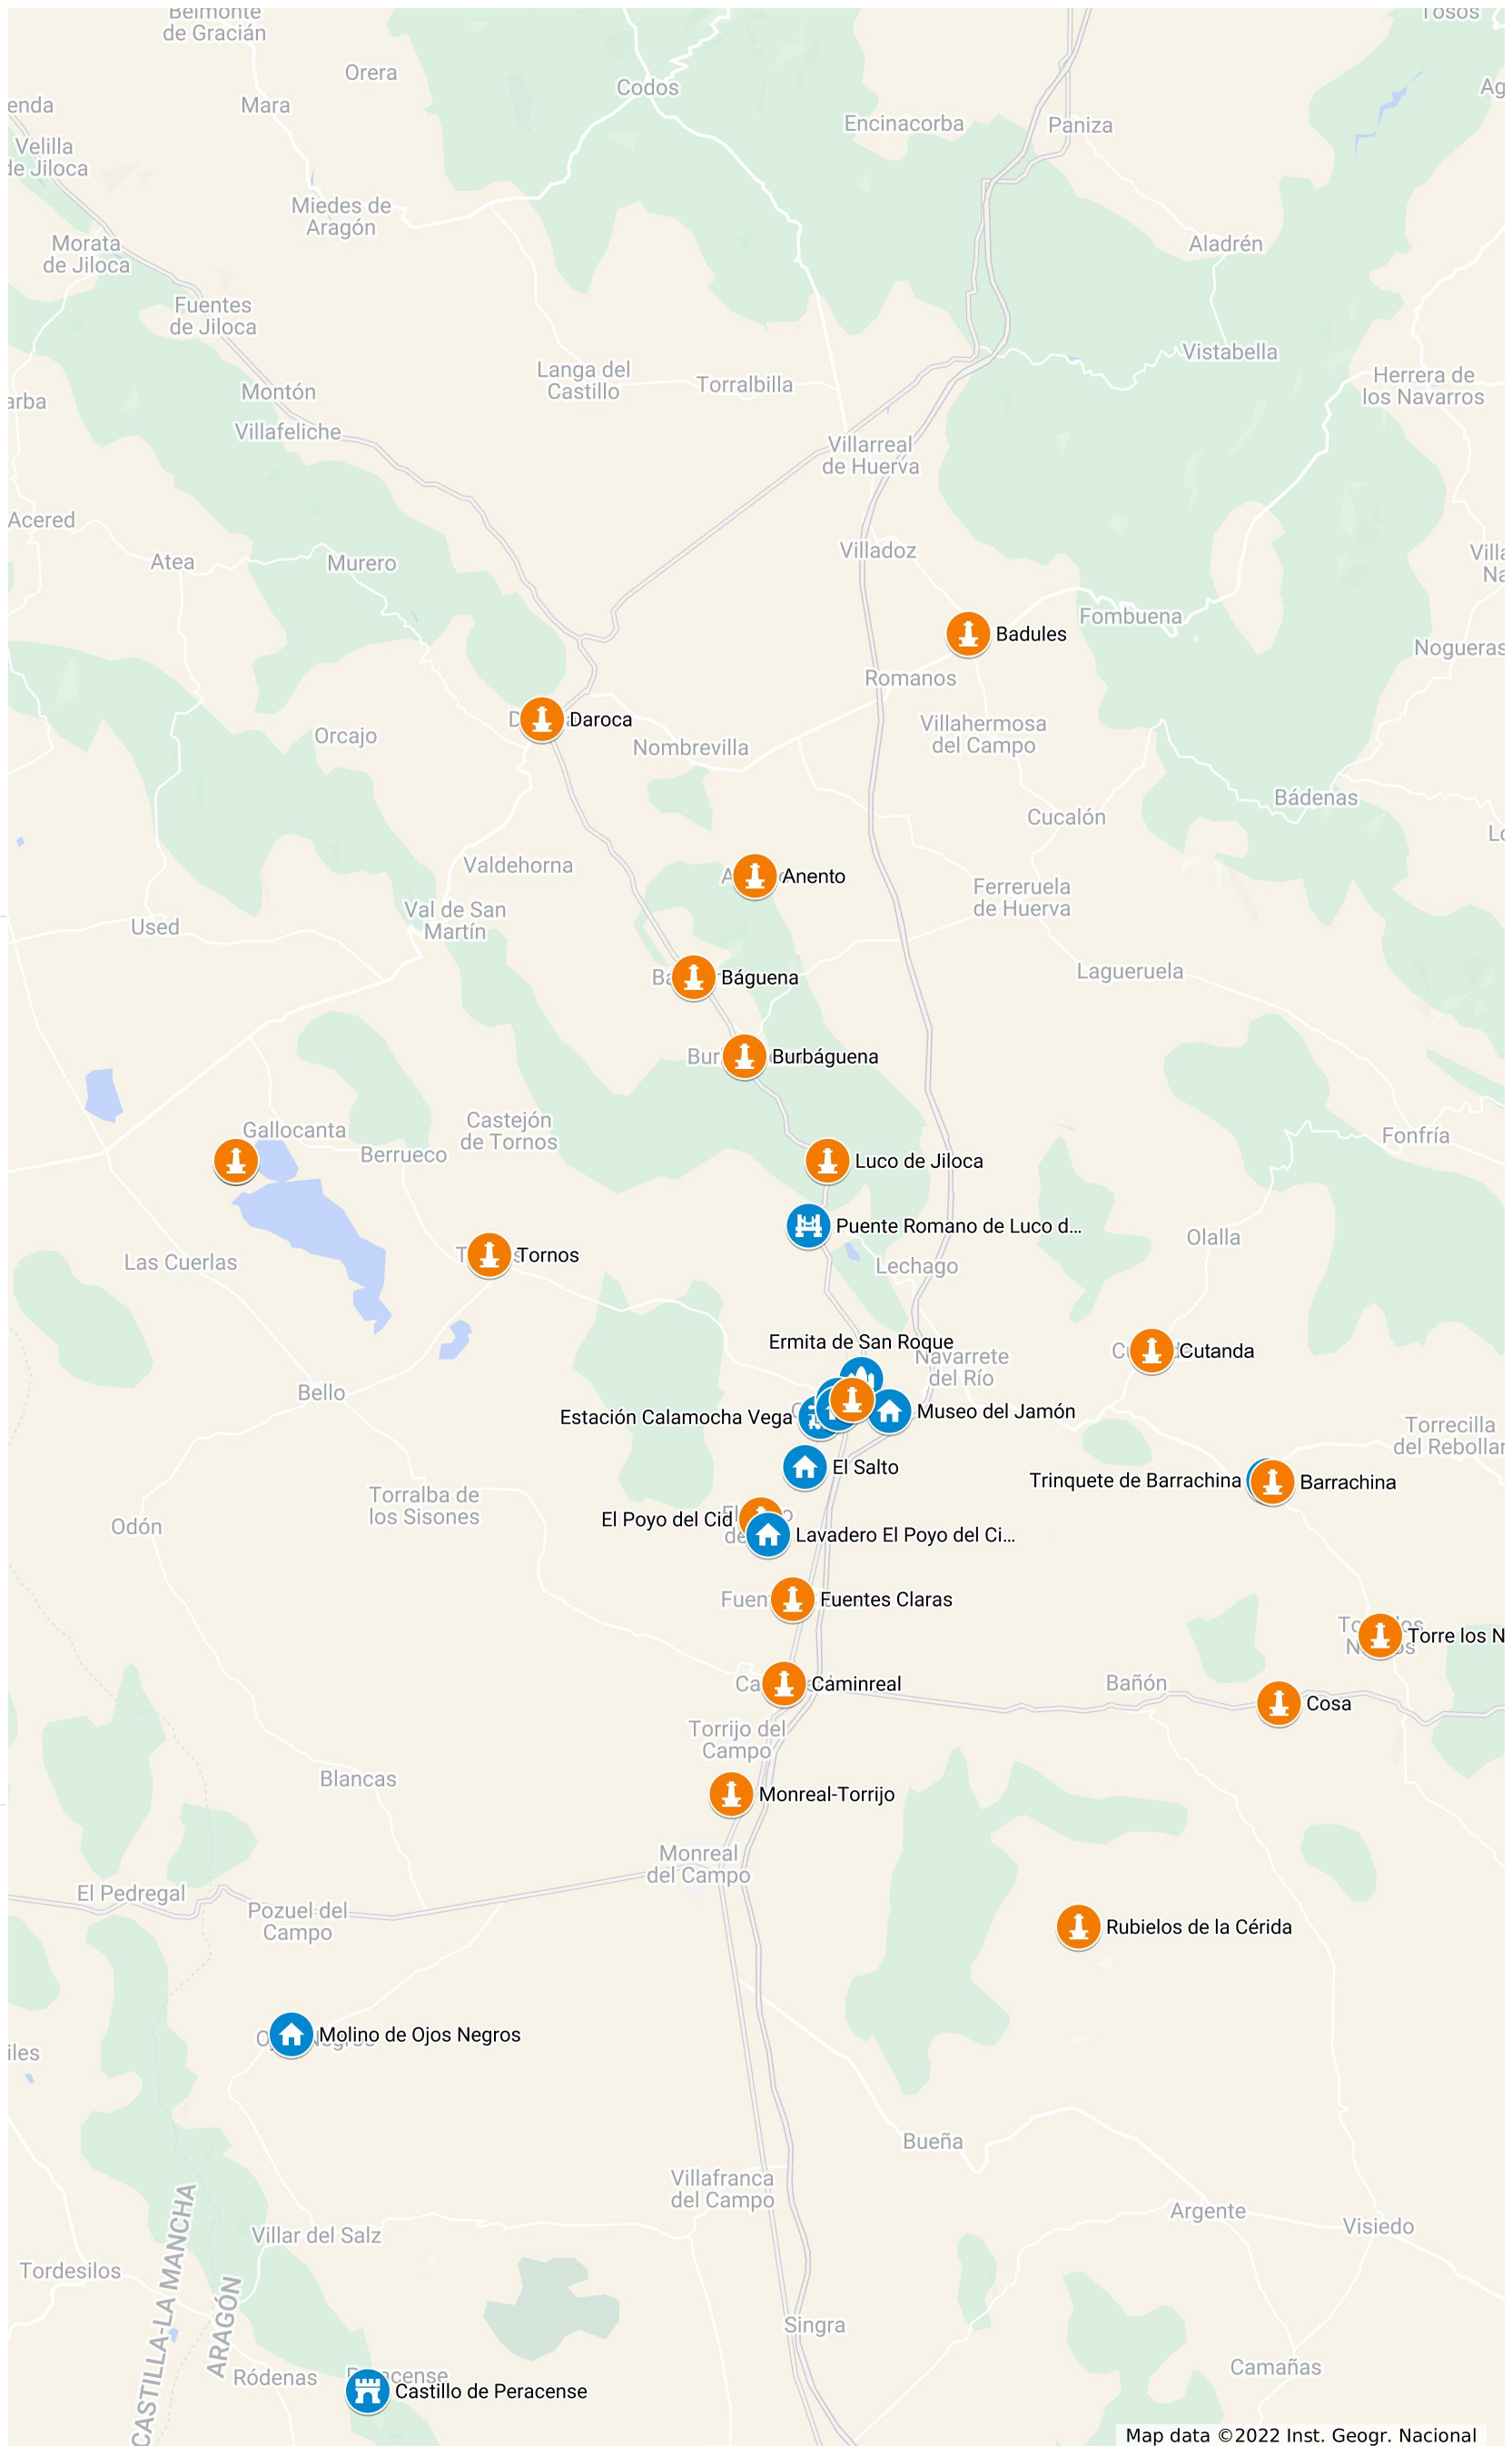 Belmonte
de Gracián
Tosos
Orera
Codos
Mara
Encinacorba
Paniza
Velilla
de Jiloca
Miedes de
Aragón
Morata
de Jiloca
Aladrén
Fuentes
de Jiloca
Vistabella
Langa del
Castillo
Torralbilla
Herrera de
los Navarros
Montón
Villafeliche
Villarreal
de Huerva
Acered
Atea
Murero
Villadoz
Fombuena
Badules
Nogueras
Romanos
Daroca
Orcajo
Nombrevilla
Villahermosa
del Campo
Bádenas
Cucalón
Valdehorna
Anento
Ferreruela
de Huerva
Val de San
Martín
Used
Lagueruela
Báguena
Burbáguena
Castejón
de Tornos
Gallocanta
Berrueco
Fonfría
Luco de Jiloca
Puente Romano de Luco d...
Olalla
Tornos
Las Cuerlas
Lechago
Ermita de San Roque
Navarrete
del Río
Cutanda
Bello
Estación Calamocha Vega
Museo del Jamón
Torrecilla
del Rebollar
El Salto
Trinquete de Barrachina
Barrachina
Torralba de
los Sisones
Odón
El Poyo del Cid
Lavadero El Poyo del Ci...
Fuentes Claras
Torre los N
Caminreal
Bañón
Cosa
Torrijo del
Campo
Blancas
Monreal-Torrijo
Monreal
del Campo
El Pedregal
Pozuel del
Campo
Rubielos de la Cérida
Molino de Ojos Negros
Bueña
Villafranca
del Campo
Argente
Visiedo
Villar del Salz
Tordesilos
CASTILLA-LA MANCHA
ARAGÓN
Singra
Camañas
Ródenas
Peracense
Castillo de Peracense
Map data ©2022 Inst. Geogr. Nacional